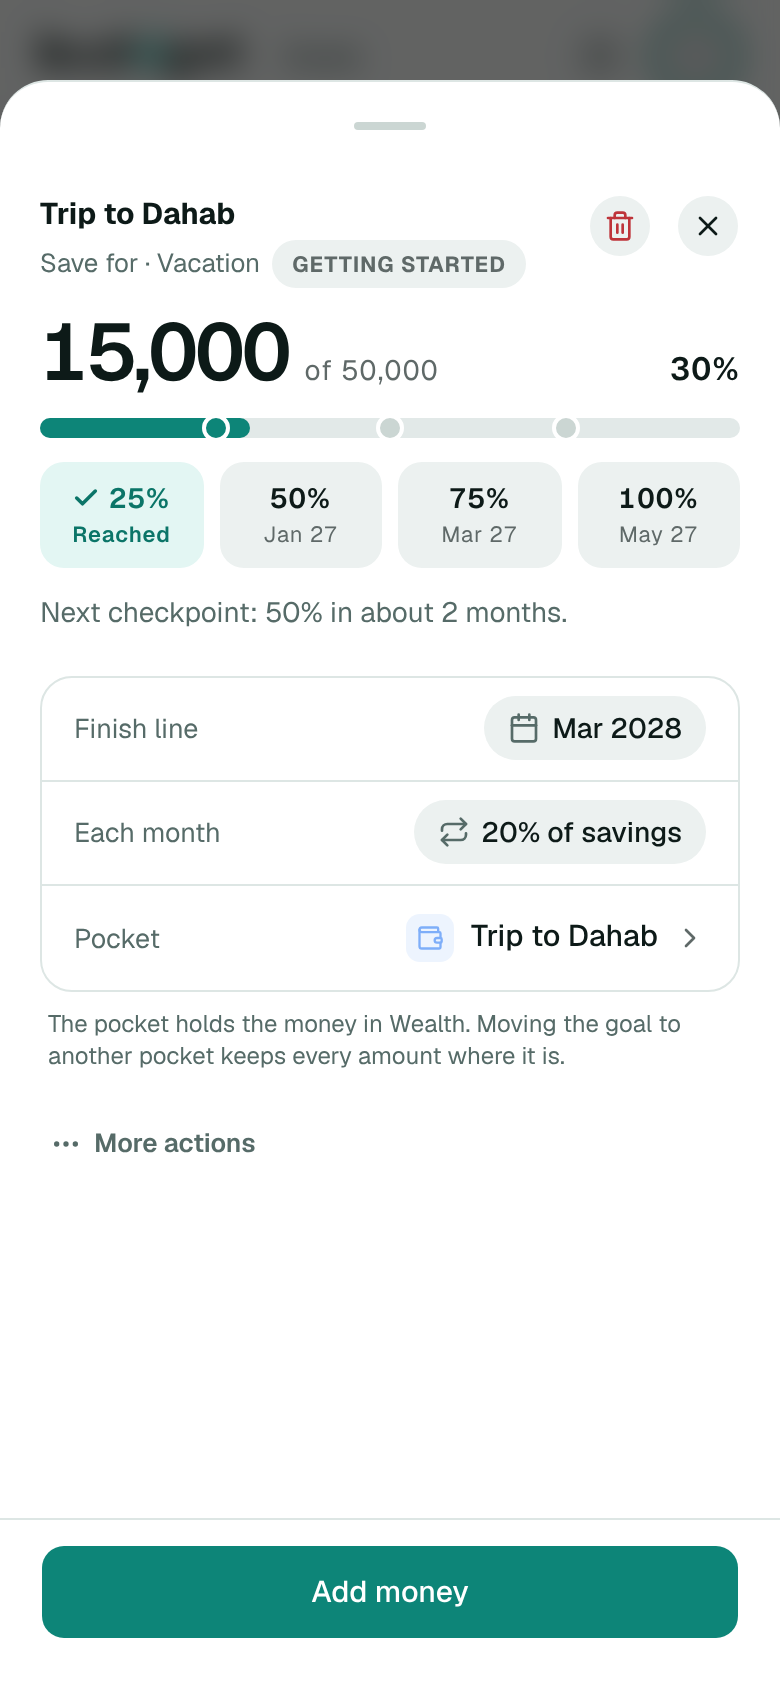 Trip to Dahab
Save for · Vacation GETTING STARTED
15,000 of 50,000 30%
25% 50% 75% 100%
Reached Jan 27 Mar 27 May 27
Next checkpoint: 50% in about 2 months.
Finish line Mar 2028
Each month 20% of savings
Pocket Trip to Dahab
The pocket holds the money in Wealth. Moving the goal to
another pocket keeps every amount where it is.
More actions
Add money